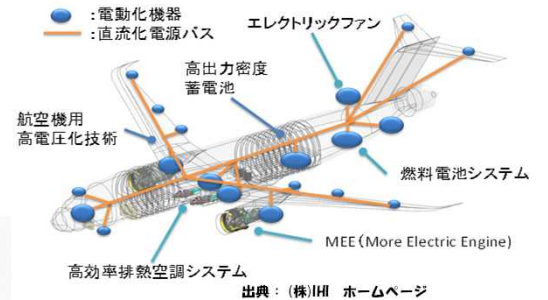 ：電動化機器
：直流化電源バス
エレクトリックファン
高出力密度
蓄電池
航空機用
高電圧化技術
燃料電池システム
MEE（More Electric Engine)
高効率排熱空調システム
出典：（株)IHI　ホームページ